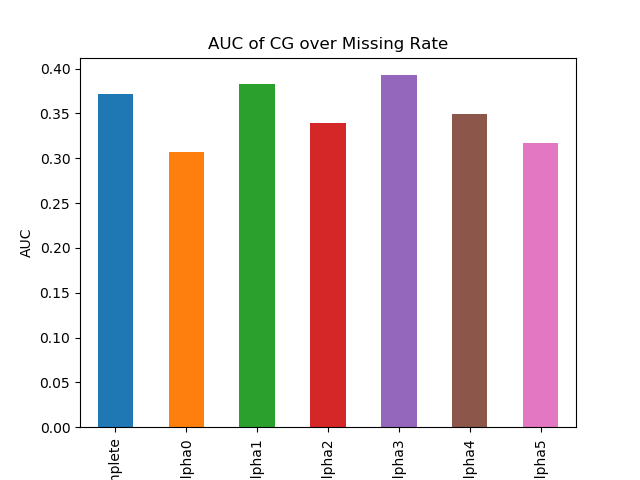 AUC of CG over Missing Rate
AUC
0.40
0.35
0.30
0.25
0.20
0.15
0.10
0.05
0.00
nplete
lpha0
lpha1
lpha2
lpha3
lpha4
lpha5